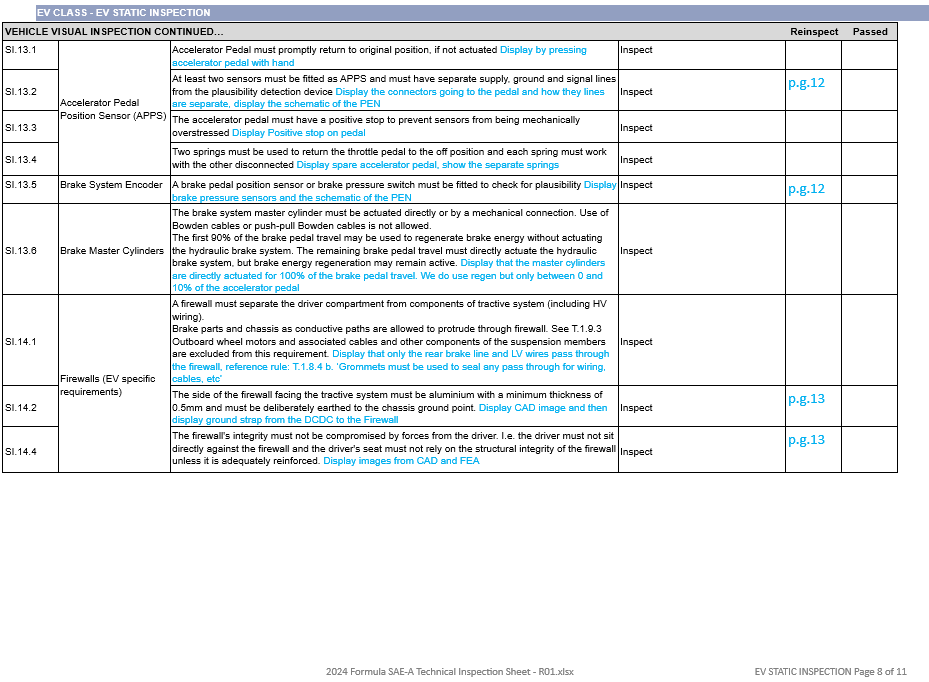 EV CLASS - EV STATIC INSPECTION
VEHICLE VISUAL INSPECTION CONTINUED... Reinspect Passed
SI.13.1 Accelerator Pedal must promptly return to original position, if not actuated Display by pressing Inspect
accelerator pedal with hand
Accelerator Pedal
Position Sensor (APPS)
At least two sensors must be fitted as APPS and must have separate supply, ground and signal lines
SI.13.2 from the plausibility detection device Display the connectors going to the pedal and how they lines Inspect p.g.12
are separate, display the schematic of the PEN
The accelerator pedal must have a positive stop to prevent sensors from being mechanically
SI.13.3 overstressed Display Positive stop on pedal Inspect
Two springs must be used to return the throttle pedal to the off position and each spring must work
SI.13.4 with the other disconnected Display spare accelerator pedal, show the separate springs Inspect
SI.13.5 Brake System Encoder A brake pedal position sensor or brake pressure switch must be fitted to check for plausibility Display Inspect p.g.12
brake pressure sensors and the schematic of the PEN
The brake system master cylinder must be actuated directly or by a mechanical connection. Use of
Bowden cables or push-pull Bowden cables is not allowed.
The first 90% of the brake pedal travel may be used to regenerate brake energy without actuating
SI.13.6 Brake Master Cylinders the hydraulic brake system. The remaining brake pedal travel must directly actuate the hydraulic Inspect
brake system, but brake energy regeneration may remain active. Display that the master cylinders
are directly actuated for 100% of the brake pedal travel. We do use regen but only between 0 and
10% of the accelerator pedal
A firewall must separate the driver compartment from components of tractive system (including HV
wiring).
Brake parts and chassis as conductive paths are allowed to protrude through firewall. See T.1.9.3
SI.14.1 Outboard wheel motors and associated cables and other components of the suspension members Inspect
are excluded from this requirement. Display that only the rear brake line and LV wires pass through
the firewall, reference rule: T.1.8.4 b. 'Grommets must be used to seal any pass through for wiring,
cables, etc'
Firewalls (EV specific
requirements)
The side of the firewall facing the tractive system must be aluminium with a minimum thickness of
SI.14.2 0.5mm and must be deliberately earthed to the chassis ground point. Display CAD image and then Inspect p.g.13
display ground strap from the DCDC to the Firewall
The firewall's integrity must not be compromised by forces from the driver. I.e. the driver must not sit
SI.14.4 directly against the firewall and the driver's seat must not rely on the structural integrity of the firewall Inspect p.g.13
unless it is adequately reinforced. Display images from CAD and FEA
2024 Formula SAE-A Technical Inspection Sheet - R01.xlsx EV STATIC INSPECTION Page 8 of 11